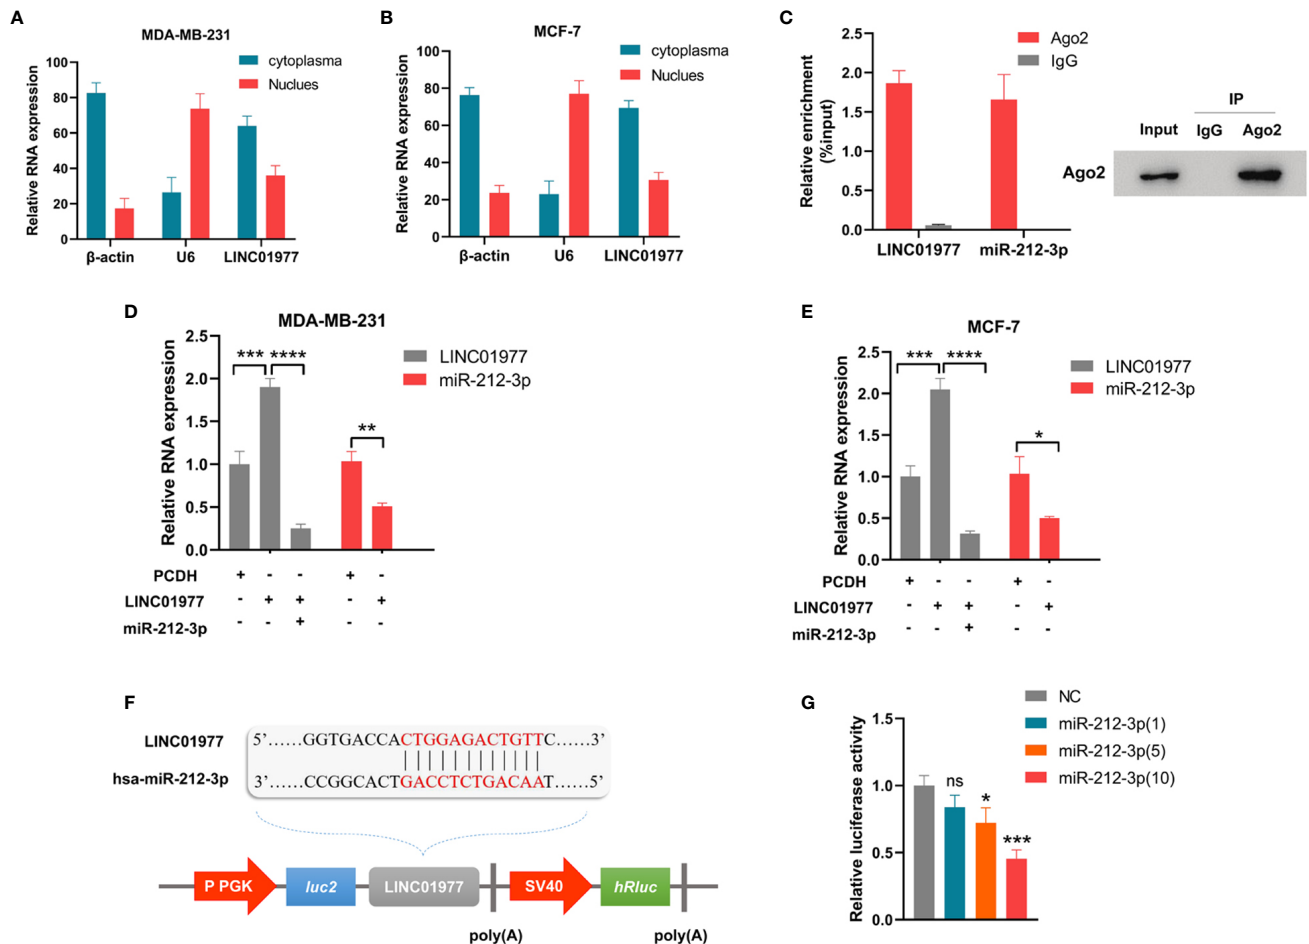 A
MDA-MB-231
Relative RNA expression
cytoplasma
Nuclues
100
80
60
40
20
0
β-actin U6 LINC01977
B
MCF-7
Relative RNA expression
cytoplasma
Nuclues
100
80
60
40
20
0
β-actin U6 LINC01977
C
Relative enrichment
(%input)
Ago2
IgG
2.5
2.0
1.5
1.0
0.5
0.0
LINC01977 miR-212-3p
IP
Input IgG Ago2
Ago2
D
MDA-MB-231
Relative RNA expression
LINC01977
miR-212-3p
2.5
2.0
1.5
1.0
0.5
0.0
*** ****
**
PCDH + - - + -
LINC01977 - + + - +
miR-212-3p - - + - -
E
MCF-7
Relative RNA expression
LINC01977
miR-212-3p
2.5
2.0
1.5
1.0
0.5
0.0
*** ****
*
PCDH + - - + -
LINC01977 - + + - +
miR-212-3p - - + - -
F
LINC01977 5’......GGTGACCACTGGAGACTGTTC......3’
hsa-miR-212-3p 3’......CCGGCACTGACCTCTGACAAT......5’
P PGK luc2 LINC01977 SV40 hRluc
poly(A) poly(A)
G
Relative luciferase activity
NC
miR-212-3p(1)
miR-212-3p(5)
miR-212-3p(10)
1.5
1.0
0.5
0.0
ns * ***